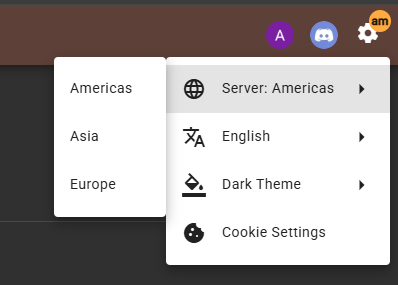 A
am
Americas
Asia
Europe
Server: Americas
English
Dark Theme
Cookie Settings